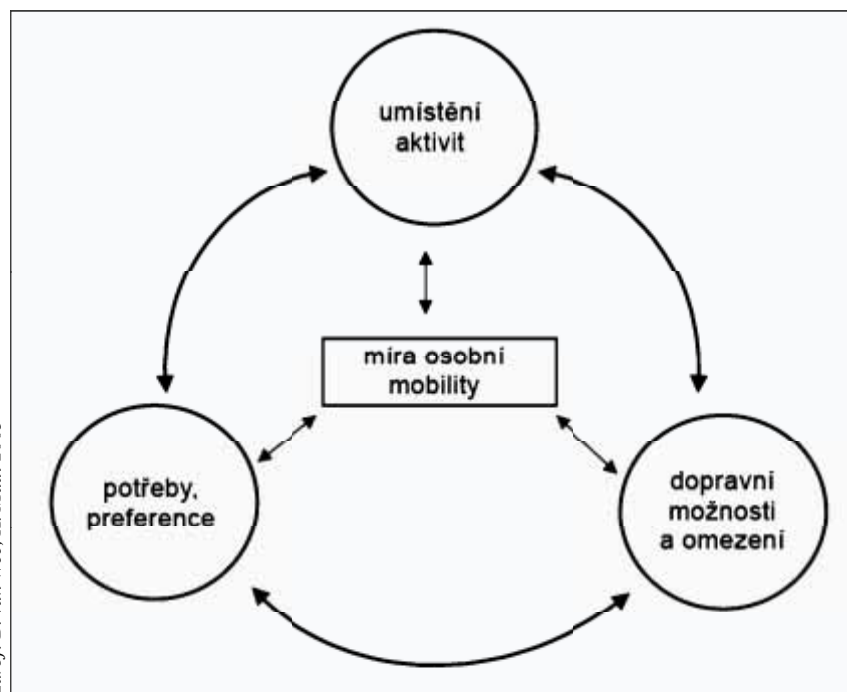 umístění
aktivit
míra osobní
mobility
potřeby,
preference
dopravní
možnosti
a omezení